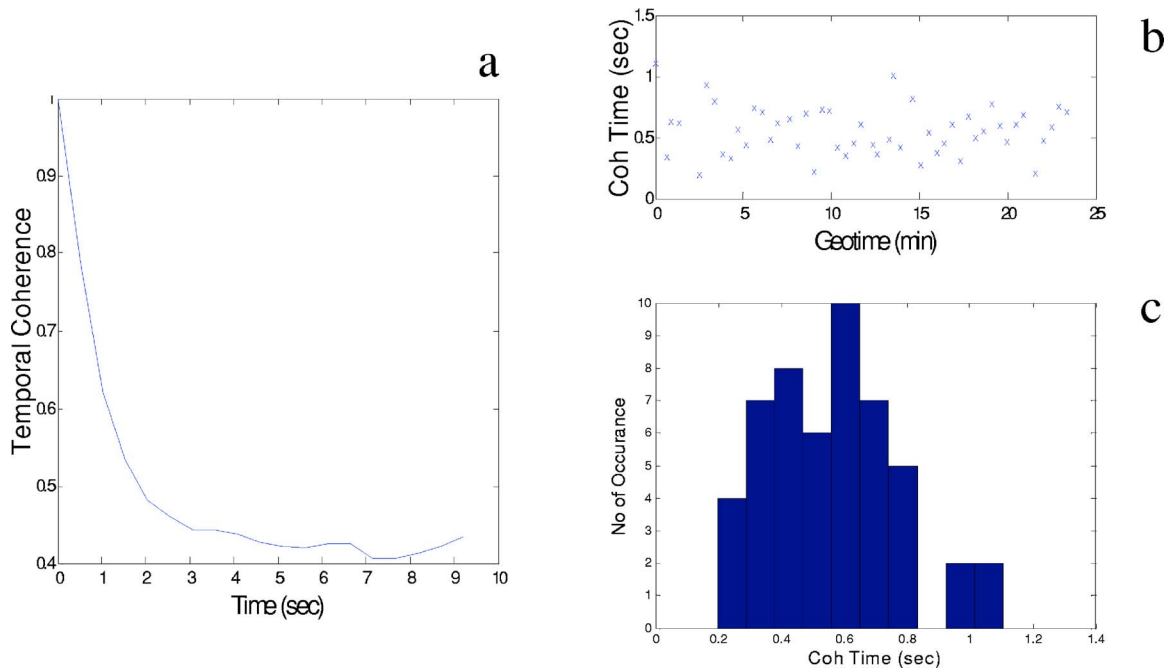 a
1
0.9
0.8
0.7
0.6
0.5
0.4
0 1 2 3 4 5 6 7 8 9 10
Temporal Coherence
Time (sec)
b
1.5
1
0.5
0
0 5 10 15 20 25
Coh Time (sec)
Geotime (min)
c
10
9
8
7
6
5
4
3
2
1
0
0 0.2 0.4 0.6 0.8 1 1.2 1.4
No of Occurance
Coh Time (sec)